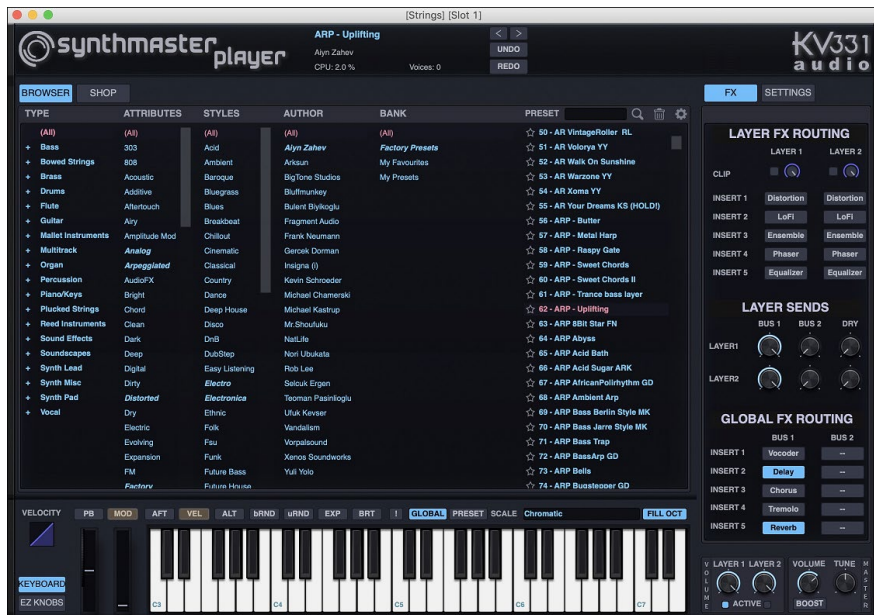 [Strings] [Slot 1]
synthmaster player
ARP - Uplifting
Aiyn Zahev
CPU: 2.0 %
Voices: 0
< >
UNDO
REDO
KV331 audio
BROWSER
SHOP
TYPE
(All)
+ Bass
+ Bowed Strings
+ Brass
+ Drums
+ Flute
+ Guitar
+ Mallet Instruments
+ Multitrack
+ Organ
+ Percussion
+ Piano/Keys
+ Plucked Strings
+ Reed Instruments
+ Sound Effects
+ Soundscapes
+ Synth Lead
+ Synth Misc
+ Synth Pad
+ Vocal
ATTRIBUTES
(All)
303
808
Acoustic
Additive
Aftertouch
Airy
Amplitude Mod
Analog
Arpeggiated
AudioFX
Bright
Chord
Clean
Dark
Deep
Digital
Dirty
Distorted
Dry
Electric
Evolving
Expansion
FM
Factory
STYLES
(All)
Acid
Ambient
Baroque
Bluegrass
Blues
Breakbeat
Chillout
Cinematic
Classical
Country
Dance
Deep House
Disco
DnB
DubStep
Easy Listening
Electro
Electronica
Ethnic
Folk
Fsu
Funk
Future Bass
Future House
AUTHOR
(All)
Aiyn Zahev
Arksun
BigTone Studios
Bluffmunkey
Bulent Biyikoglu
Fragment Audio
Frank Neumann
Gercek Dorman
Insigna (i)
Kevin Schroeder
Michael Chamerski
Michael Kastrup
Mr.Shoufuku
NatLife
Nori Ubukata
Rob Lee
Selcuk Ergen
Teoman Pasinlioglu
Ufuk Kevser
Vandalism
Vorpalsound
Xenos Soundworks
Yuli Yolo
BANK
(All)
Factory Presets
My Favourites
My Presets
PRESET
50 - AR VintageRoller RL
51 - AR Volorya YY
52 - AR Walk On Sunshine
53 - AR Warzone YY
54 - AR Xoma YY
55 - AR Your Dreams KS (HOLD!)
56 - ARP - Butter
57 - ARP - Metal Harp
58 - ARP - Raspy Gate
59 - ARP - Sweet Chords
60 - ARP - Sweet Chords II
61 - ARP - Trance bass layer
62 - ARP - Uplifting
63 - ARP 8Bit Star FN
64 - ARP Abyss
65 - ARP Acid Bath
66 - ARP Acid Sugar ARK
67 - ARP AfricanPolirhythm GD
68 - ARP Ambient Arp
69 - ARP Bass Berlin Style MK
70 - ARP Bass Jarre Style MK
71 - ARP Bass Trap
72 - ARP BassArp GD
73 - ARP Bells
74 - ARP Bugstepper GD
FX
SETTINGS
LAYER FX ROUTING
LAYER 1 LAYER 2
CLIP
INSERT 1 Distortion Distortion
INSERT 2 LoFi LoFi
INSERT 3 Ensemble Ensemble
INSERT 4 Phaser Phaser
INSERT 5 Equalizer Equalizer
LAYER SENDS
BUS 1 BUS 2 DRY
LAYER1
LAYER2
GLOBAL FX ROUTING
BUS 1 BUS 2
INSERT 1 Vocoder --
INSERT 2 Delay --
INSERT 3 Chorus --
INSERT 4 Tremolo --
INSERT 5 Reverb --
VELOCITY
PB MOD AFT VEL ALT bRND uRND EXP BRT ! GLOBAL PRESET SCALE Chromatic FILL OCT
KEYBOARD
EZ KNOBS
C3 C4 C5 C6 C7
VOLUME
LAYER 1 LAYER 2
ACTIVE
VOLUME TUNE
BOOST
MASTER